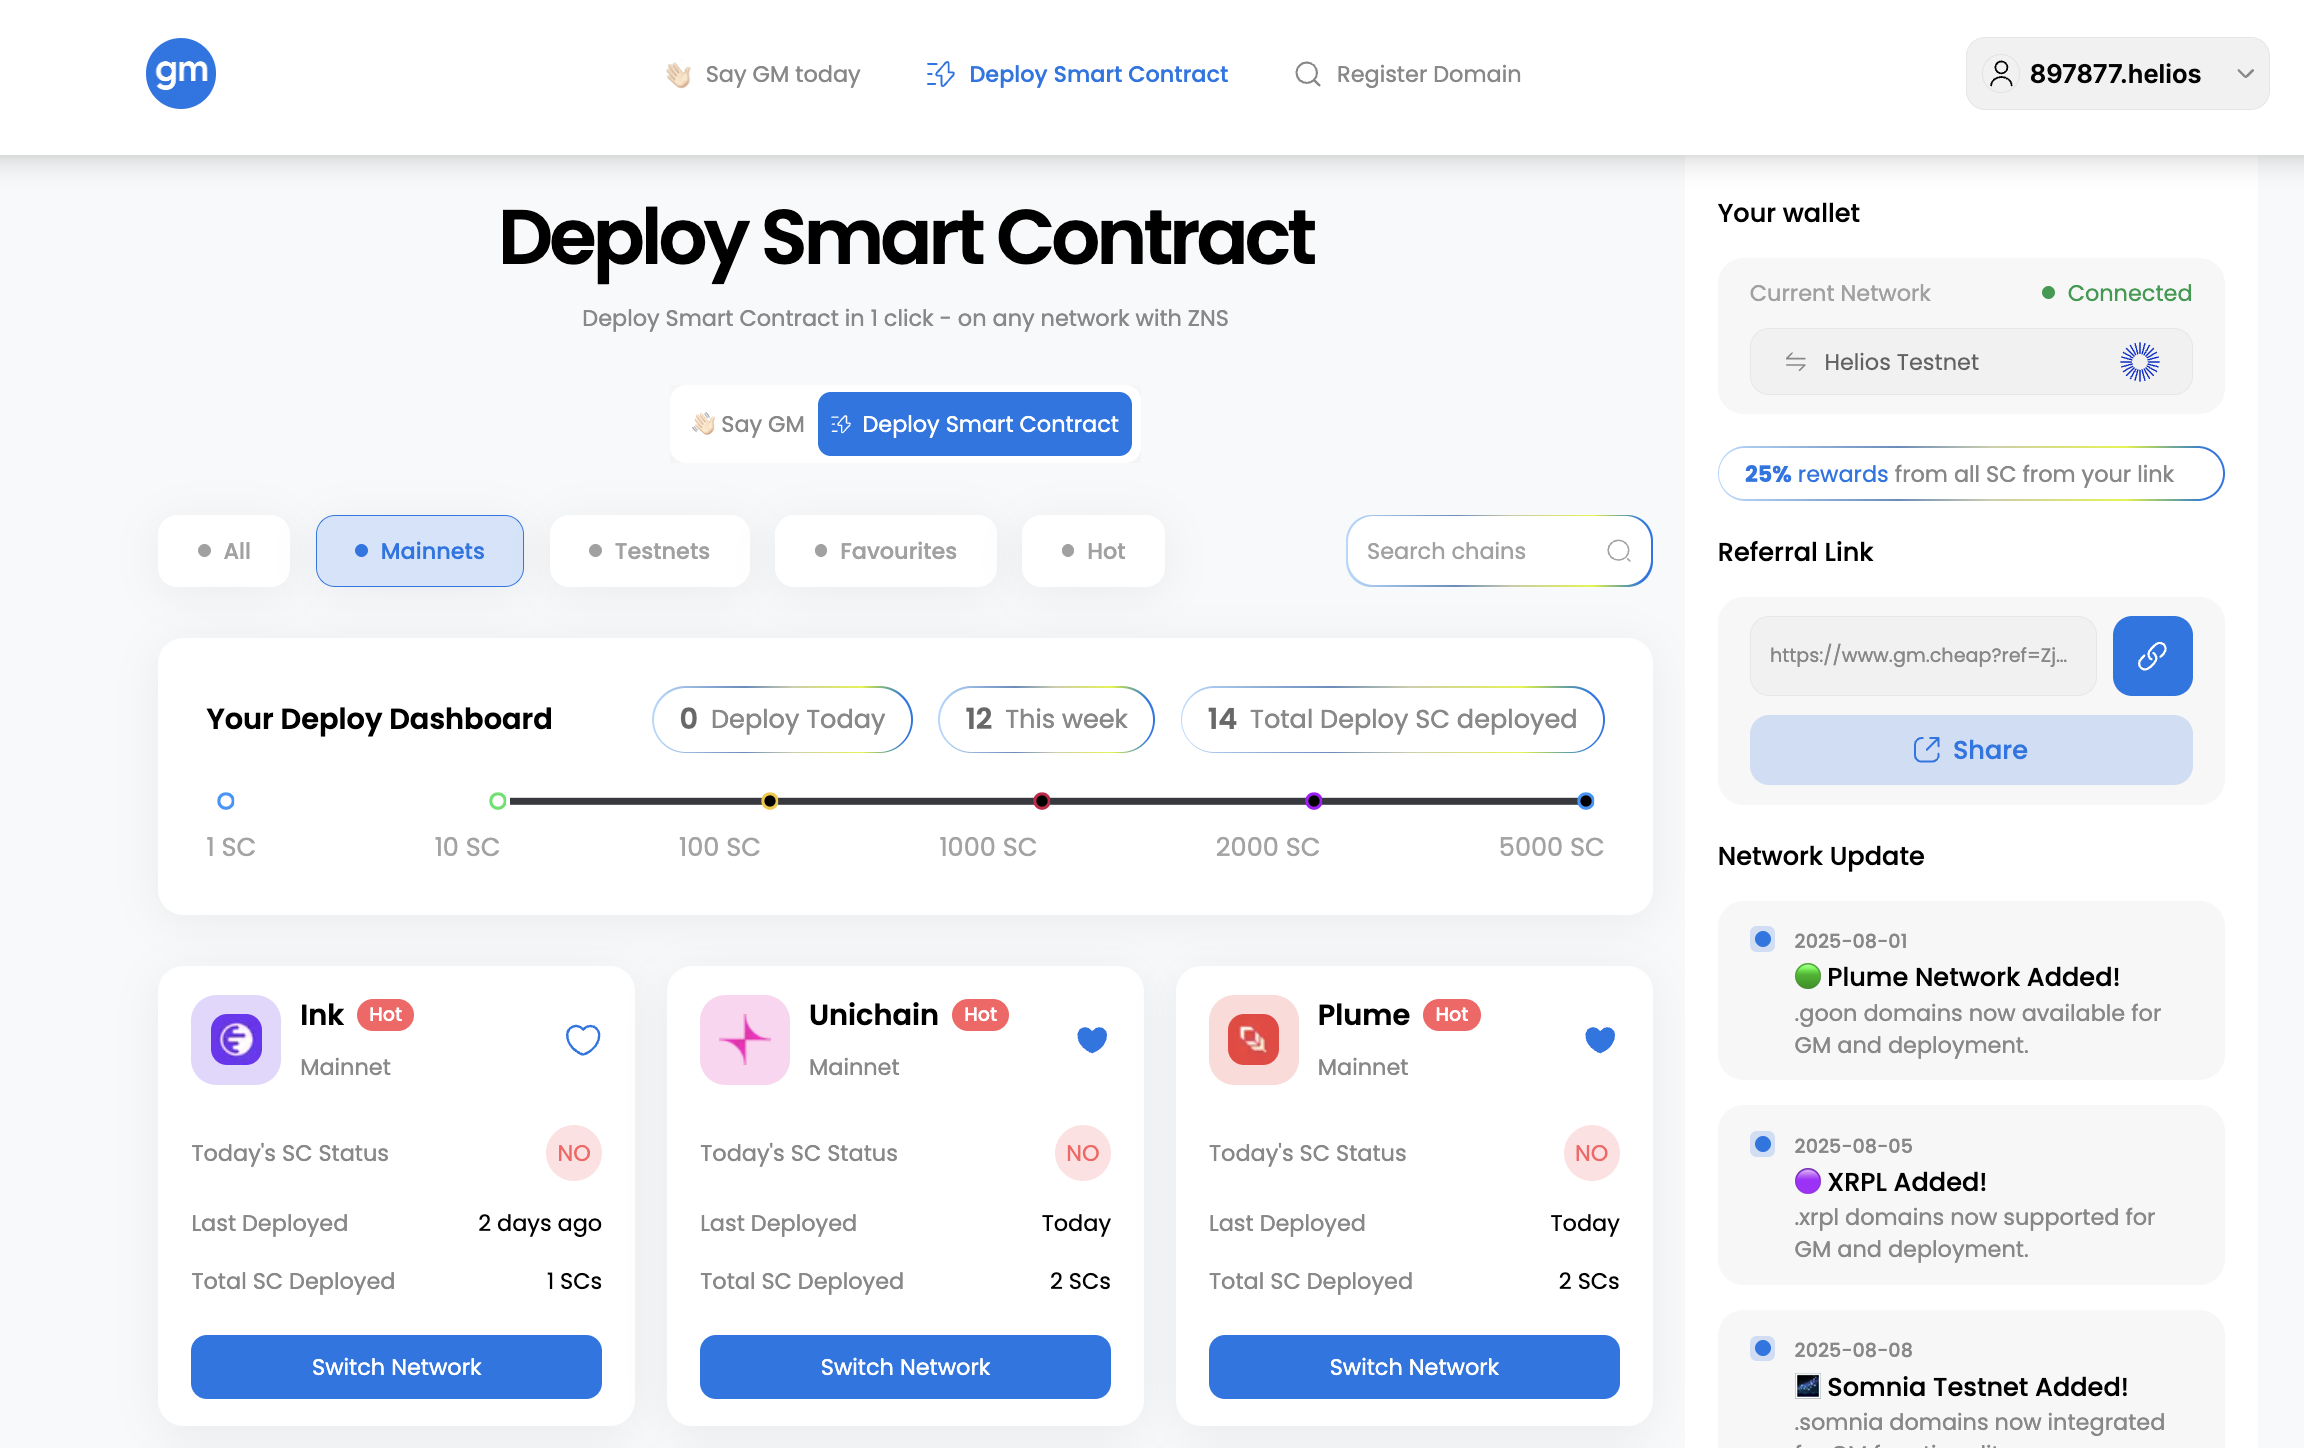 gm
Say GM today
Deploy Smart Contract
Register Domain
897877.helios
Deploy Smart Contract
Deploy Smart Contract in 1 click - on any network with ZNS
Say GM
Deploy Smart Contract
All
Mainnets
Testnets
Favourites
Hot
Search chains
Your Deploy Dashboard
0 Deploy Today
12 This week
14 Total Deploy SC deployed
1 SC
10 SC
100 SC
1000 SC
2000 SC
5000 SC
Ink Hot
Mainnet
Today's SC Status NO
Last Deployed 2 days ago
Total SC Deployed 1 SCs
Switch Network
Unichain Hot
Mainnet
Today's SC Status NO
Last Deployed Today
Total SC Deployed 2 SCs
Switch Network
Plume Hot
Mainnet
Today's SC Status NO
Last Deployed Today
Total SC Deployed 2 SCs
Switch Network
Your wallet
Current Network Connected
Helios Testnet
25% rewards from all SC from your link
Referral Link
https://www.gm.cheap?ref=Zj...
Share
Network Update
2025-08-01
Plume Network Added!
.goon domains now available for
GM and deployment.
2025-08-05
XRPL Added!
.xrpl domains now supported for
GM and deployment.
2025-08-08
Somnia Testnet Added!
.somnia domains now integrated